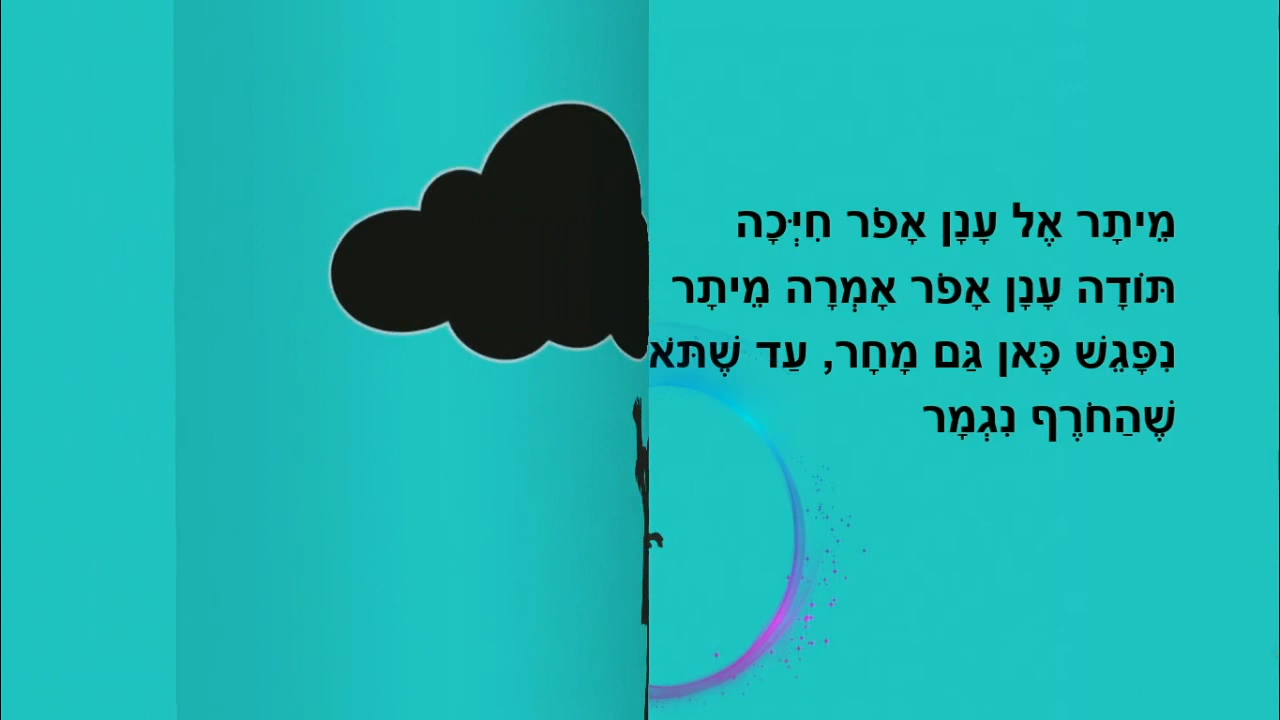 מֵיתָר אֶל עָנָן אָפֹר חִיְּכָה
תּוֹדָה עָנָן אָפֹר אָמְרָה מֵיתָר
נִפָּגֵשׁ כָּאן גַּם מָחָר, עַד
שֶׁהַחֹרֶף נִגְמָר